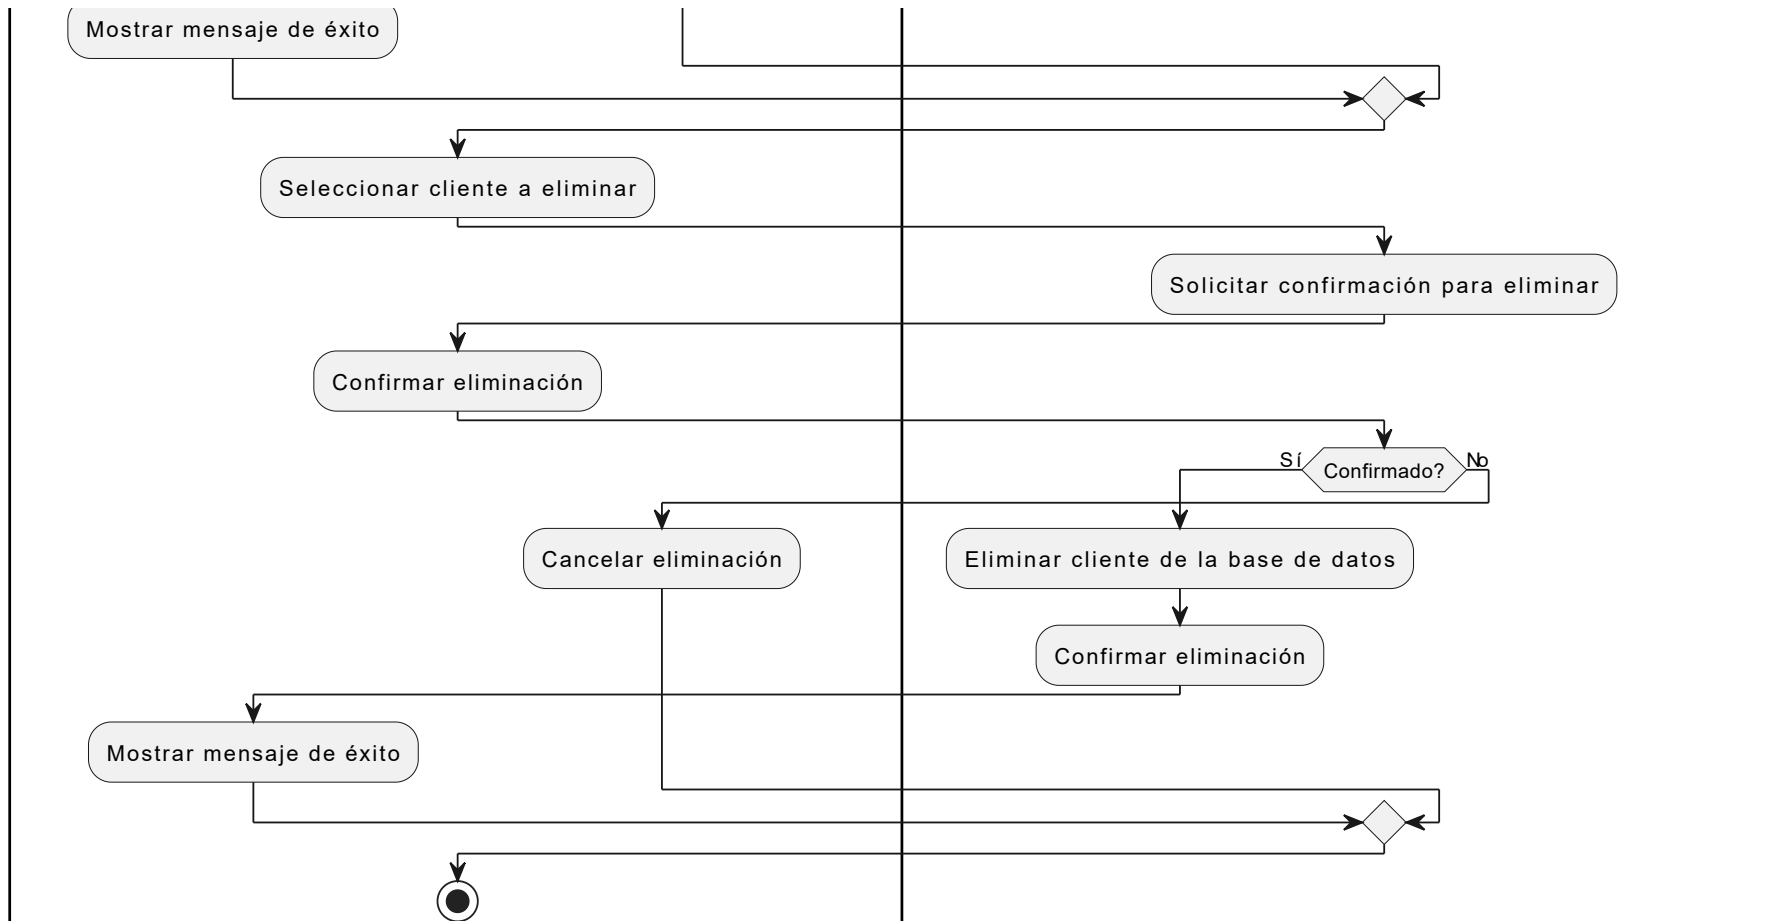 Mostrar mensaje de éxito
Seleccionar cliente a eliminar
Solicitar confirmación para eliminar
Confirmar eliminación
Sí
Confirmado?
No
Cancelar eliminación
Eliminar cliente de la base de datos
Confirmar eliminación
Mostrar mensaje de éxito